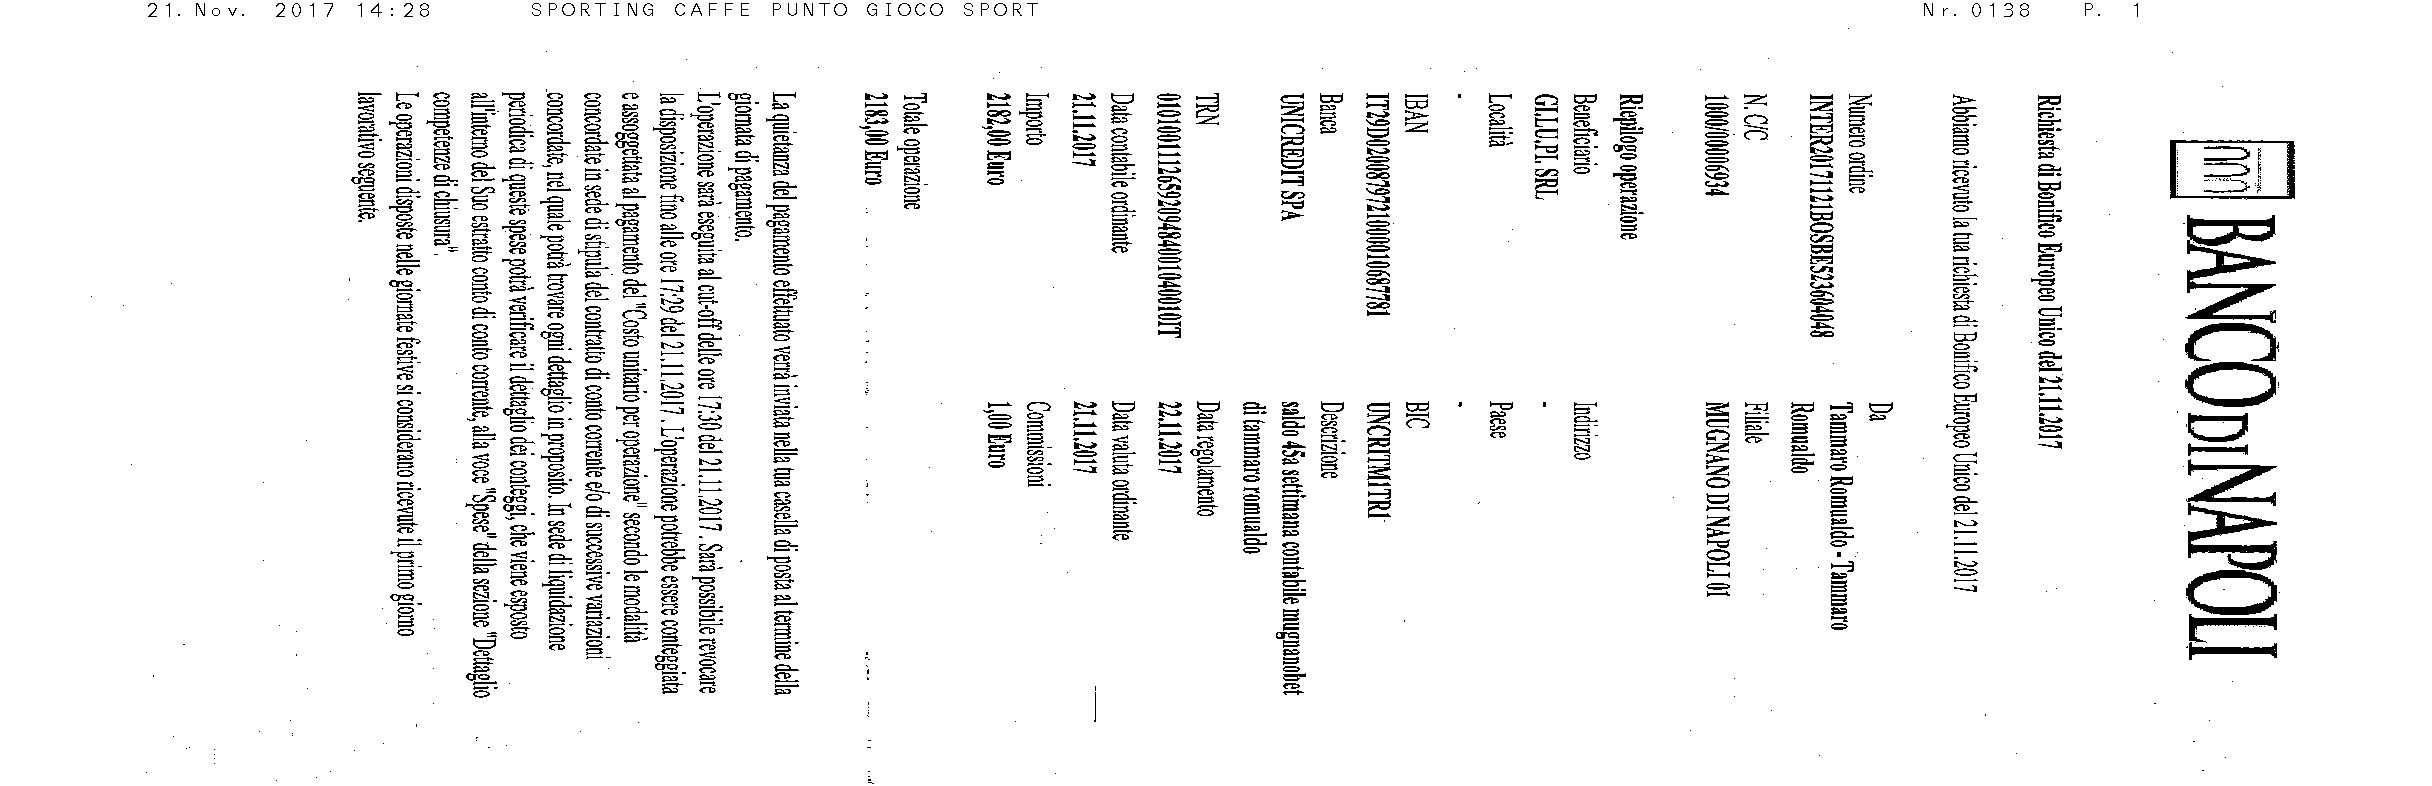 21. Nov. 2017 14:28 SPORTING CAFFE PUNTO GIOCO SPORT Nr. 0138 P. 1
BANCO DI NAPOLI
Richiesta di Bonifico Europeo Unico del 21.11.2017
Abbiamo ricevuto la tua richiesta di Bonifico Europeo Unico del 21.11.2017
Numero ordine Da
INTER20171121BOSBE523604048 Tammaro Romualdo - Tammaro
Romualdo
N. C/C Filiale
1000/0006934 MUGNANO DI NAPOLI 01
Riepilogo operazione
Beneficiario Indirizzo
GI.LU.PI. SRL -
Località Paese
- -
IBAN BIC
IT29D0200879721000010687781 UNCRITM1TR1
Banca Descrizione
UNICREDIT SPA saldo 45a settimana contabile mugnanobet
di tammaro romualdo
TRN Data regolamento
0101001112659209484001040010IT 22.11.2017
Data contabile ordinante Data valuta ordinante
21.11.2017 21.11.2017
Importo Commissioni
2182,00 Euro 1,00 Euro
Totale operazione
2183,00 Euro
La quietanza del pagamento effettuato verrà inviata nella tua casella di posta al termine della
giornata di pagamento.
L'operazione sarà eseguita al cut-off delle ore 17:30 del 21.11.2017 . Sarà possibile revocare
la disposizione fino alle ore 17:29 del 21.11.2017 . L'operazione potrebbe essere conteggiata
e assoggettata al pagamento del "Costo unitario per operazione" secondo le modalità
concordate in sede di stipula del contratto di conto corrente e/o di successive variazioni
concordate, nel quale potrà trovare ogni dettaglio in proposito. In sede di liquidazione
periodica di queste spese potrà verificare il dettaglio dei conteggi, che viene esposto
all'interno del Suo estratto conto di conto corrente, alla voce "Spese" della sezione "Dettaglio
competenze di chiusura".
Le operazioni disposte nelle giornate festive si considerano ricevute il primo giorno
lavorativo seguente.